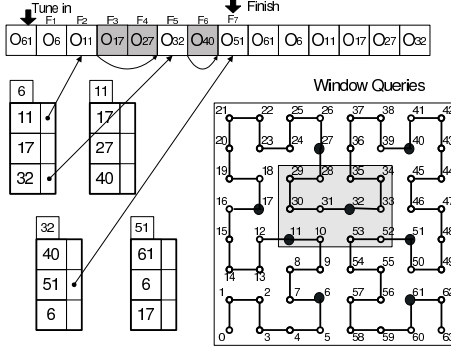 Tune in
Finish
F1 F2 F3 F4 F5 F6 F7
O61 O6 O11 O17 O27 O32 O40 O51 O61 O6 O11 O17 O27 O32
Window Queries
6
11
17
32
11
17
27
40
32
40
51
6
51
61
6
17
21 22 25 26 37 38 41 42
20 23 24 27 36 39 40 43
19 18 29 28 35 34 45 44
16 17 30 31 32 33 46 47
15 12 11 10 53 52 51 48
14 13 8 9 54 55 50 49
1 2 7 6 57 56 61 62
0 3 4 5 58 59 60 63